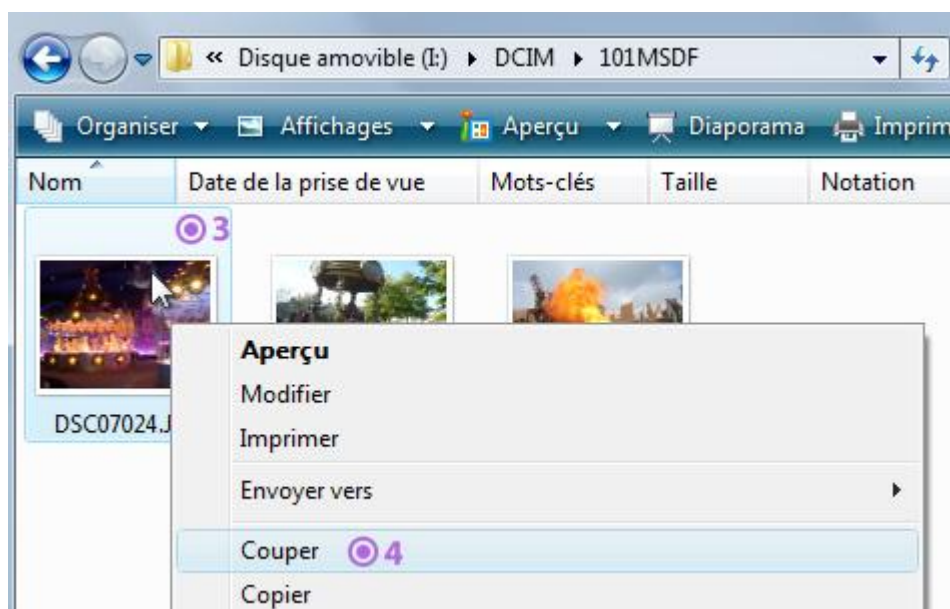 « Disque amovible (I:) ▸ DCIM ▸ 101MSDF
Organiser Affichages Aperçu Diaporama Imprim
Nom Date de la prise de vue Mots-clés Taille Notation
3
DSC07024.J
Aperçu
Modifier
Imprimer
Envoyer vers
Couper 4
Copier